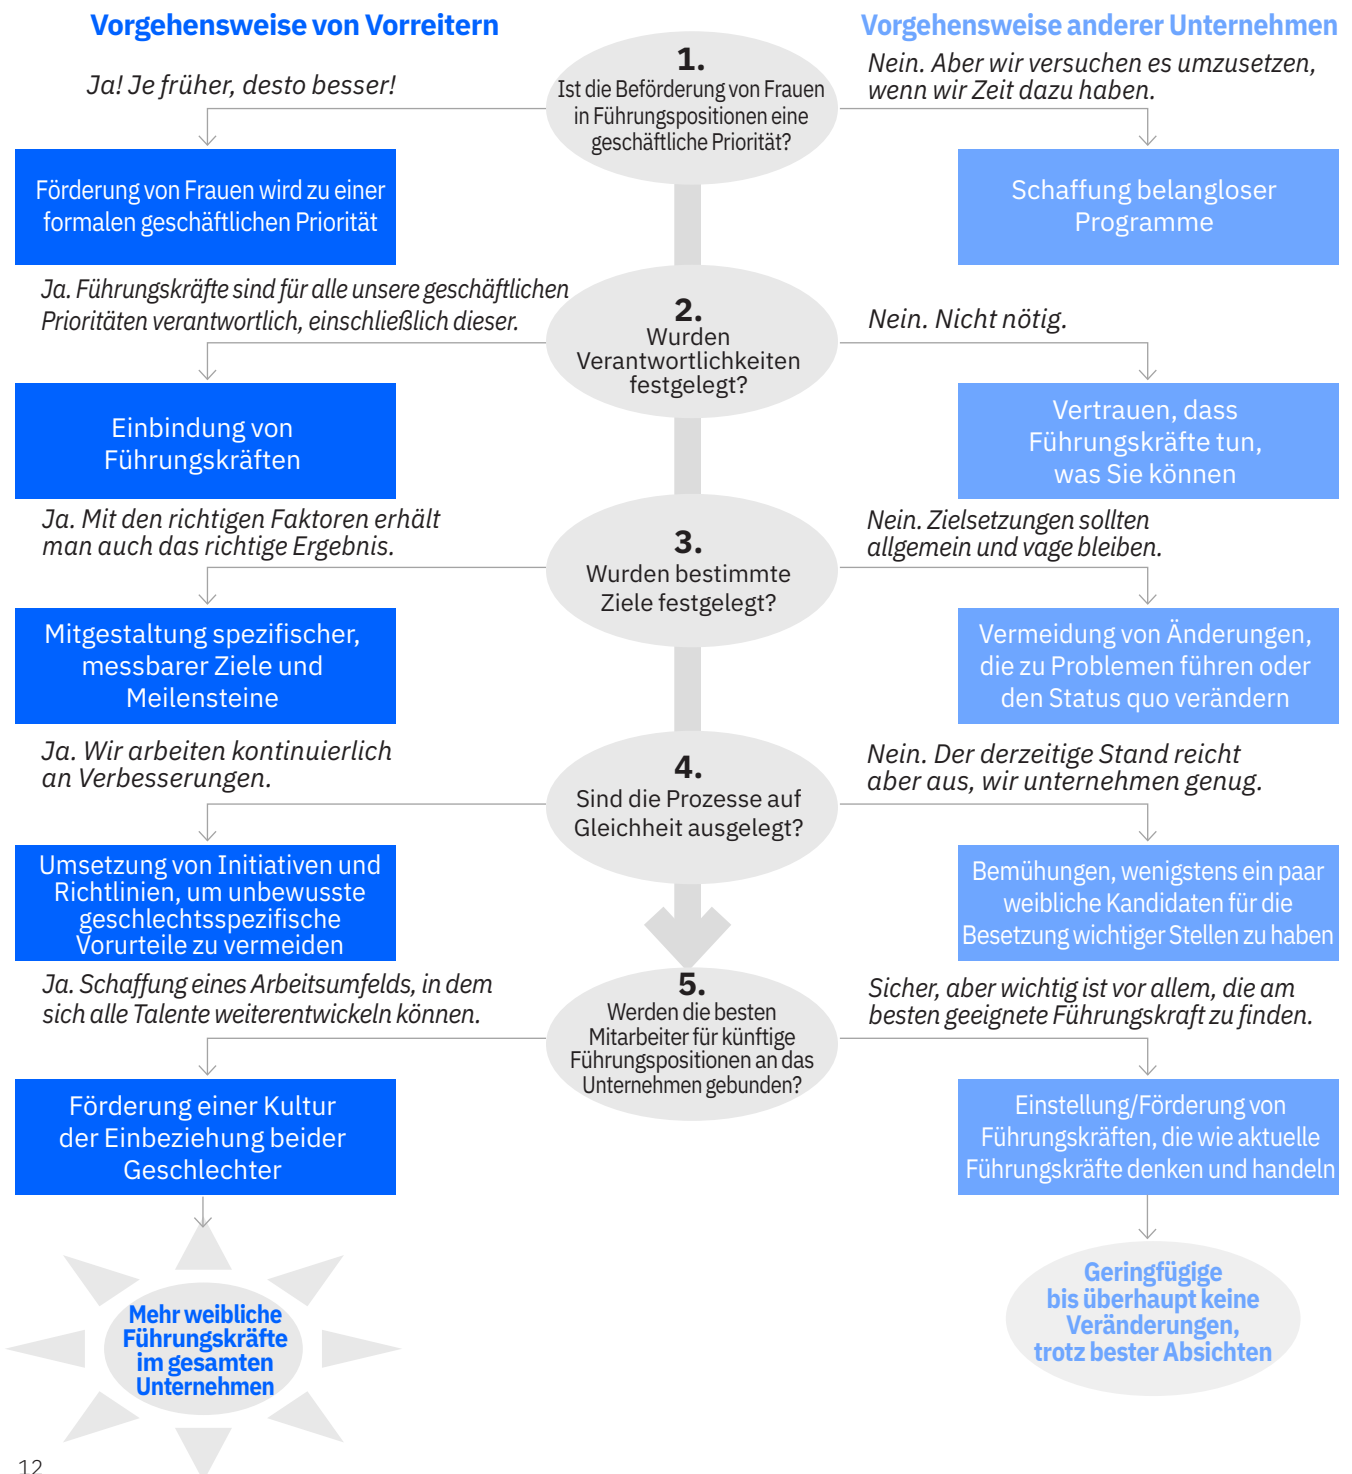 Vorgehensweise von Vorreitern
Vorgehensweise anderer Unternehmen
1.
Ist die Beförderung von Frauen
in Führungspositionen eine
geschäftliche Priorität?
Ja! Je früher, desto besser!
Nein. Aber wir versuchen es umzusetzen,
wenn wir Zeit dazu haben.
Förderung von Frauen wird zu einer
formalen geschäftlichen Priorität
Schaffung belangloser
Programme
2.
Wurden
Verantwortlichkeiten
festgelegt?
Ja. Führungskräfte sind für alle unsere geschäftlichen
Prioritäten verantwortlich, einschließlich dieser.
Nein. Nicht nötig.
Einbindung von
Führungskräften
Vertrauen, dass
Führungskräfte tun,
was Sie können
3.
Wurden bestimmte
Ziele festgelegt?
Ja. Mit den richtigen Faktoren erhält
man auch das richtige Ergebnis.
Nein. Zielsetzungen sollten
allgemein und vage bleiben.
Mitgestaltung spezifischer,
messbarer Ziele und
Meilensteine
Vermeidung von Änderungen,
die zu Problemen führen oder
den Status quo verändern
4.
Sind die Prozesse auf
Gleichheit ausgelegt?
Ja. Wir arbeiten kontinuierlich
an Verbesserungen.
Nein. Der derzeitige Stand reicht
aber aus, wir unternehmen genug.
Umsetzung von Initiativen und
Richtlinien, um unbewusste
geschlechtsspezifische
Vorurteile zu vermeiden
Bemühungen, wenigstens ein paar
weibliche Kandidaten für die
Besetzung wichtiger Stellen zu haben
5.
Werden die besten
Mitarbeiter für künftige
Führungspositionen an das
Unternehmen gebunden?
Ja. Schaffung eines Arbeitsumfelds, in dem
sich alle Talente weiterentwickeln können.
Sicher, aber wichtig ist vor allem, die am
besten geeignete Führungskraft zu finden.
Förderung einer Kultur
der Einbeziehung beider
Geschlechter
Einstellung/Förderung von
Führungskräften, die wie aktuelle
Führungskräfte denken und handeln
Mehr weibliche
Führungskräfte
im gesamten
Unternehmen
Geringfügige
bis überhaupt keine
Veränderungen,
trotz bester Absichten
12